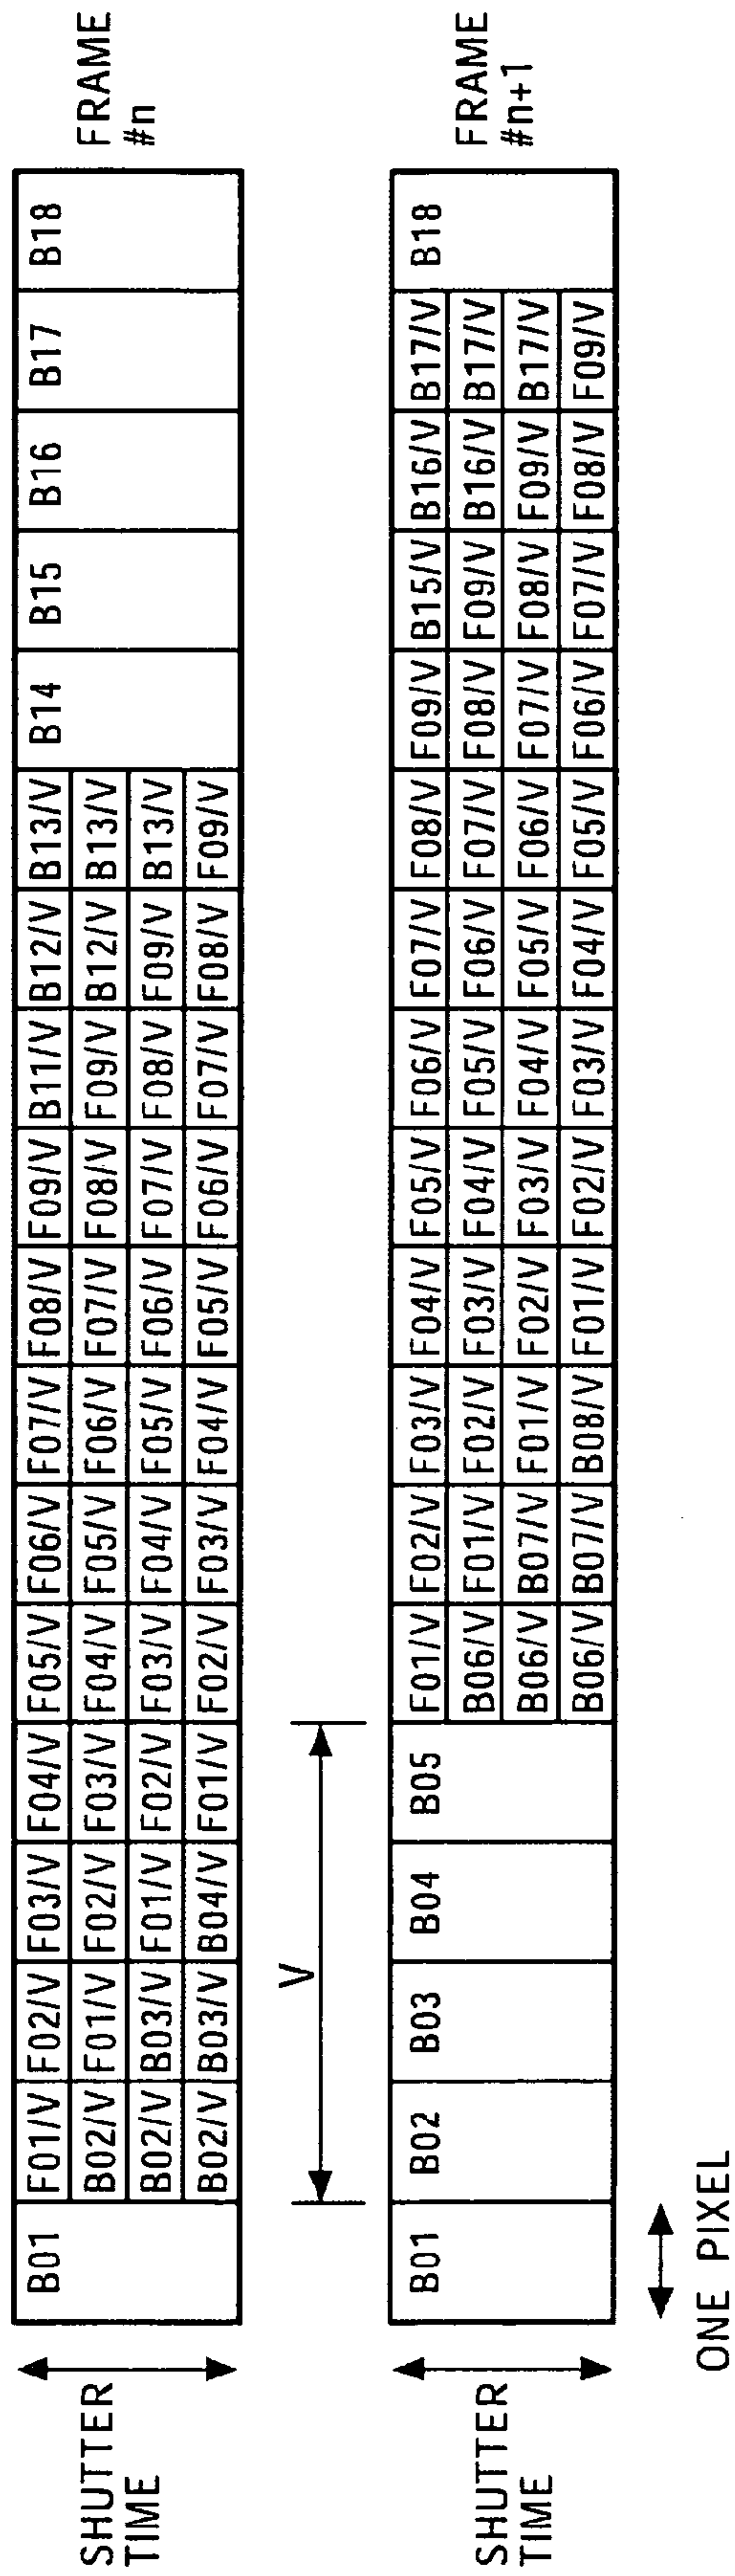 B01 F01/V F02/V F03/V F04/V F05/V F06/V F07/V F08/V F09/V B11/V B12/V B13/V B14 B15 B16 B17 B18
B02/V F01/V F02/V F03/V F04/V F05/V F06/V F07/V F08/V F09/V B12/V B13/V
B02/V B03/V F01/V F02/V F03/V F04/V F05/V F06/V F07/V F08/V F09/V B13/V
B02/V B03/V B04/V F01/V F02/V F03/V F04/V F05/V F06/V F07/V F08/V F09/V
SHUTTER
TIME
FRAME
#n
V
B01 B02 B03 B04 B05 F01/V F02/V F03/V F04/V F05/V F06/V F07/V F08/V F09/V B15/V B16/V B17/V B18
B06/V F01/V F02/V F03/V F04/V F05/V F06/V F07/V F08/V F09/V B16/V B17/V
B06/V B07/V F01/V F02/V F03/V F04/V F05/V F06/V F07/V F08/V F09/V B17/V
B06/V B07/V B08/V F01/V F02/V F03/V F04/V F05/V F06/V F07/V F08/V F09/V
SHUTTER
TIME
FRAME
#n+1
ONE PIXEL